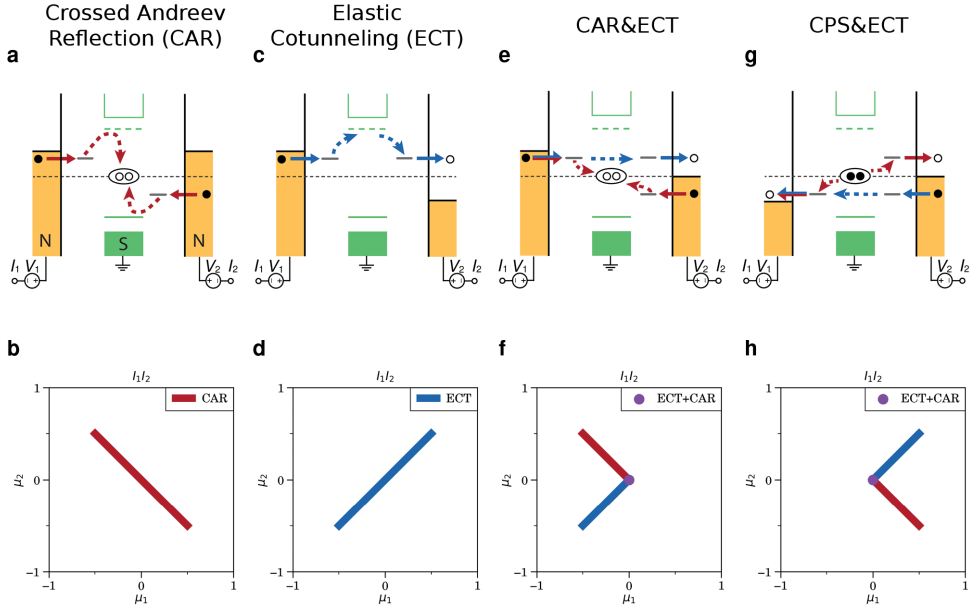 Crossed Andreev
Reflection (CAR)
Elastic
Cotunneling (ECT)
CAR&ECT
CPS&ECT
a
c
e
g
N
S
N
I₁ V₁
V₂ I₂
I₁ V₁
V₂ I₂
I₁ V₁
V₂ I₂
I₁ V₁
V₂ I₂
b
d
f
h
I₁I₂
CAR
1
0
−1
μ₂
−1
0
1
μ₁
I₁I₂
ECT
1
0
−1
μ₂
−1
0
1
μ₁
I₁I₂
ECT+CAR
1
0
−1
μ₂
−1
0
1
μ₁
I₁I₂
ECT+CAR
1
0
−1
μ₂
−1
0
1
μ₁